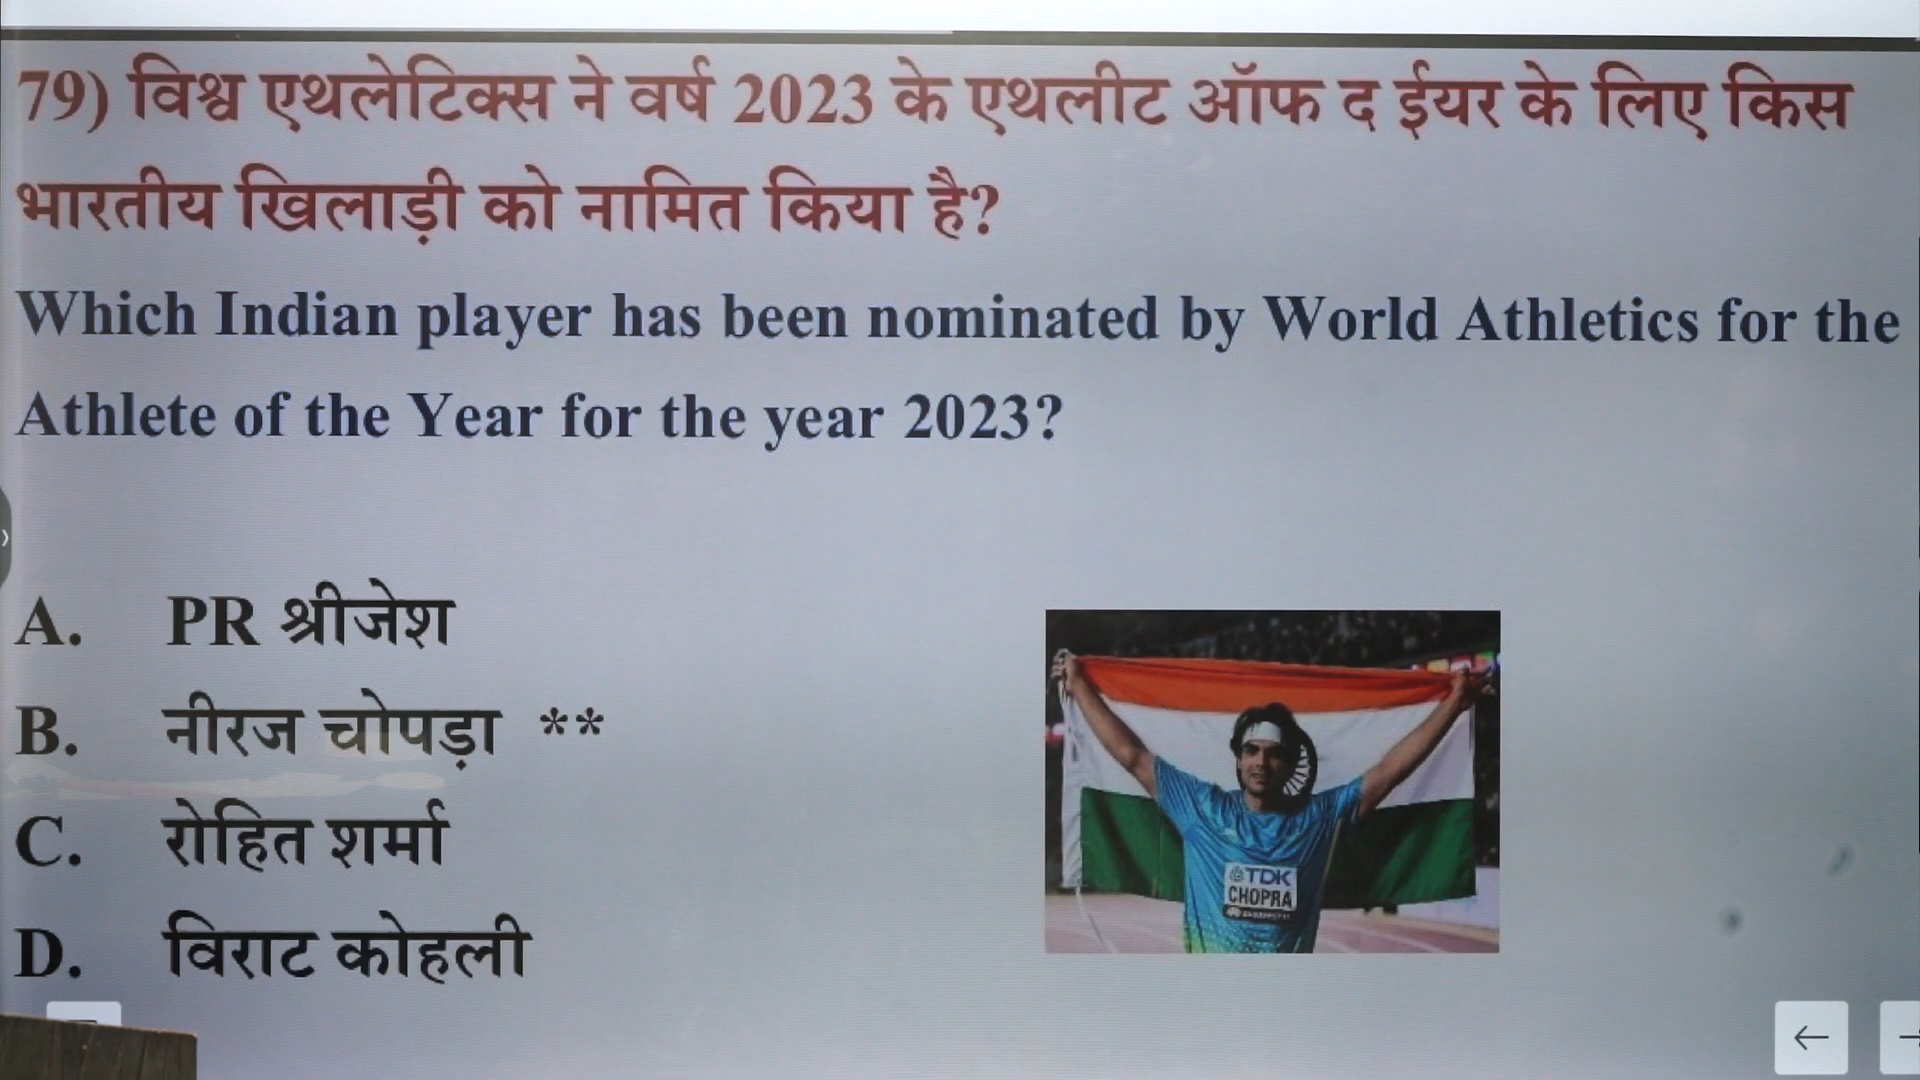 79) विश्व एथलेटिक्स ने वर्ष 2023 के एथलीट ऑफ द ईयर के लिए किस
भारतीय खिलाड़ी को नामित किया है?
Which Indian player has been nominated by World Athletics for the
Athlete of the Year for the year 2023?
A. PR श्रीजेश
B. नीरज चोपड़ा **
C. रोहित शर्मा
D. विराट कोहली
TDK
CHOPRA